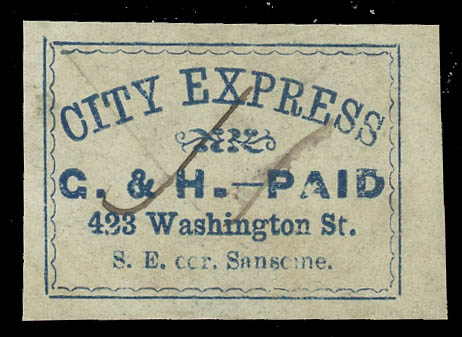 CITY EXPRESS
G. & H.—PAID
423 Washington St.
S. E. cor. Sansome.